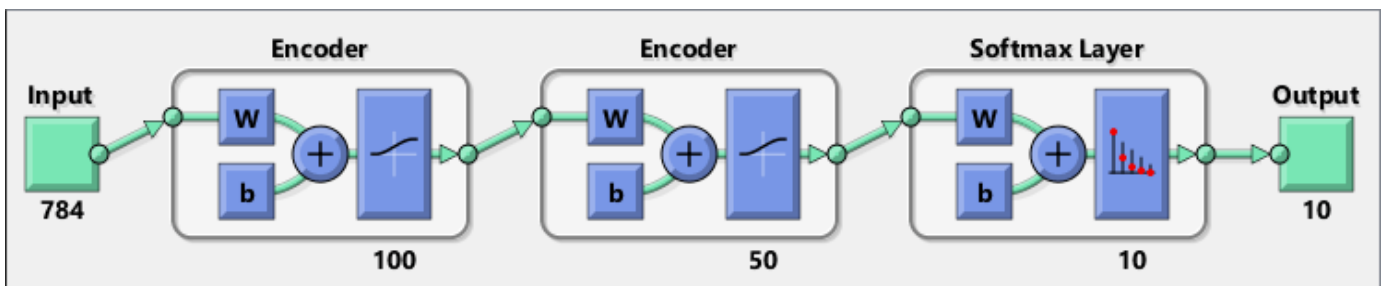 Encoder Encoder Softmax Layer
Input Output
W W W
b b b
784 10
100 50 10